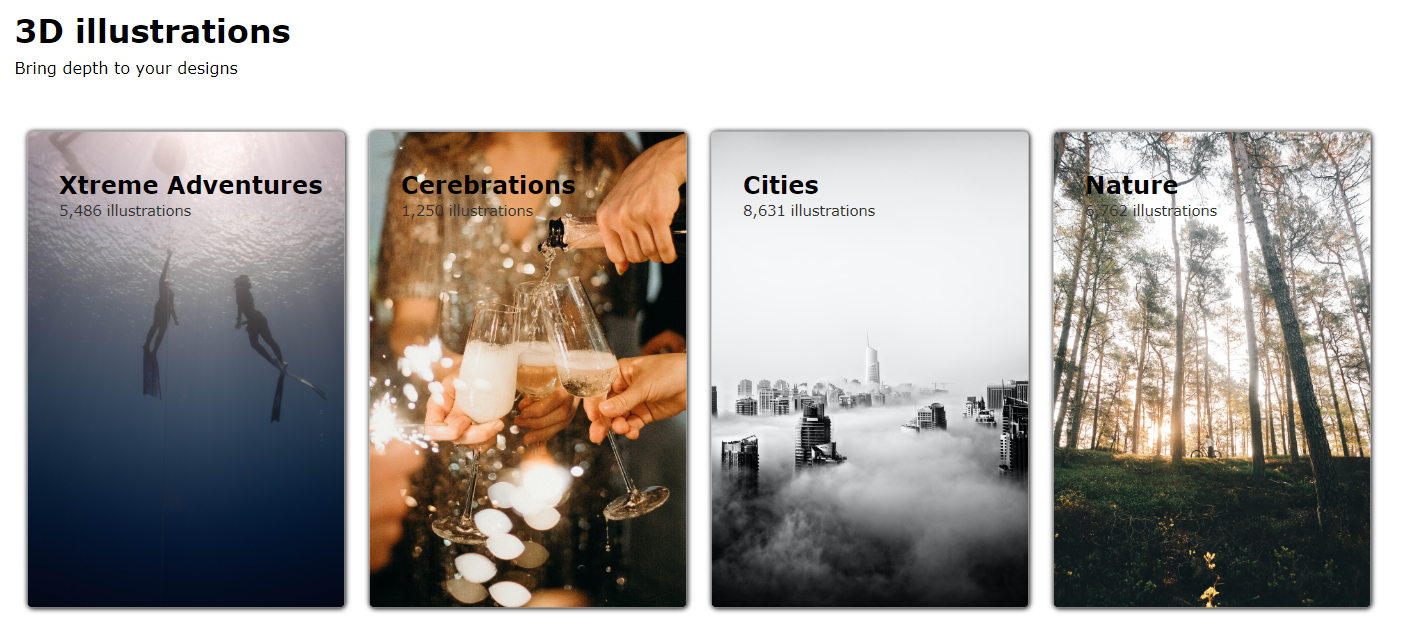 3D illustrations
Bring depth to your designs
Xtreme Adventures
5,486 illustrations
Cerebrations
1,250 illustrations
Cities
8,631 illustrations
Nature
6,762 illustrations